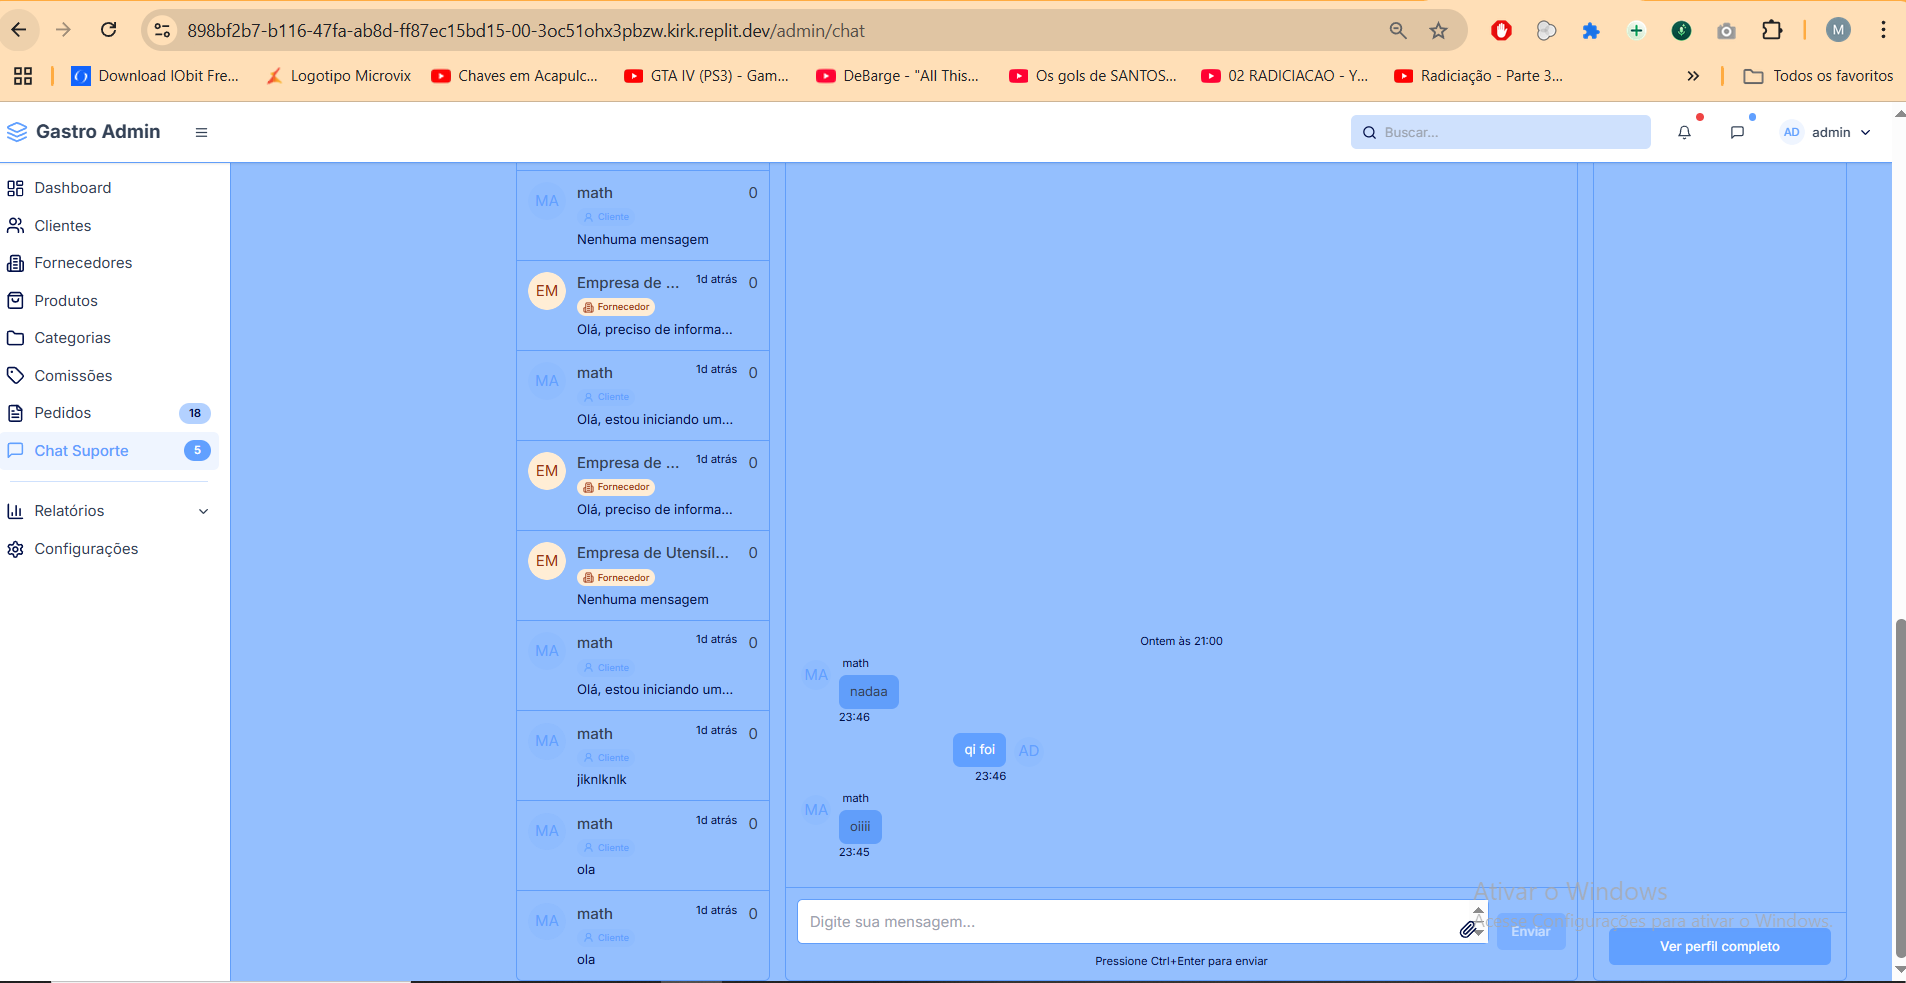 898bf2b7-b116-47fa-ab8d-ff87ec15bd15-00-3oc51ohx3pbzw.kirk.replit.dev/admin/chat
M
Download IObit Fre...
Logotipo Microvix
Chaves em Acapulc...
GTA IV (PS3) - Gam...
DeBarge - "All This...
Os gols de SANTOS...
02 RADICIACAO - Y...
Radiciação - Parte 3...
»
Todos os favoritos
Gastro Admin
Buscar...
AD
admin
Dashboard
Clientes
Fornecedores
Produtos
Categorias
Comissões
Pedidos
18
Chat Suporte
5
Relatórios
Configurações
MA
math
0
Cliente
Nenhuma mensagem
EM
Empresa de ...
1d atrás
0
Fornecedor
Olá, preciso de informa...
MA
math
1d atrás
0
Cliente
Olá, estou iniciando um...
EM
Empresa de ...
1d atrás
0
Fornecedor
Olá, preciso de informa...
EM
Empresa de Utensíl...
0
Fornecedor
Nenhuma mensagem
MA
math
1d atrás
0
Cliente
Olá, estou iniciando um...
MA
math
1d atrás
0
Cliente
jiknlknlk
MA
math
1d atrás
0
Cliente
ola
MA
math
1d atrás
0
Cliente
ola
Ontem às 21:00
math
MA
nadaa
23:46
qi foi
AD
23:46
math
MA
oiiii
23:45
Digite sua mensagem...
Enviar
Pressione Ctrl+Enter para enviar
Ativar o Windows
Acesse Configurações para ativar o Windows.
Ver perfil completo